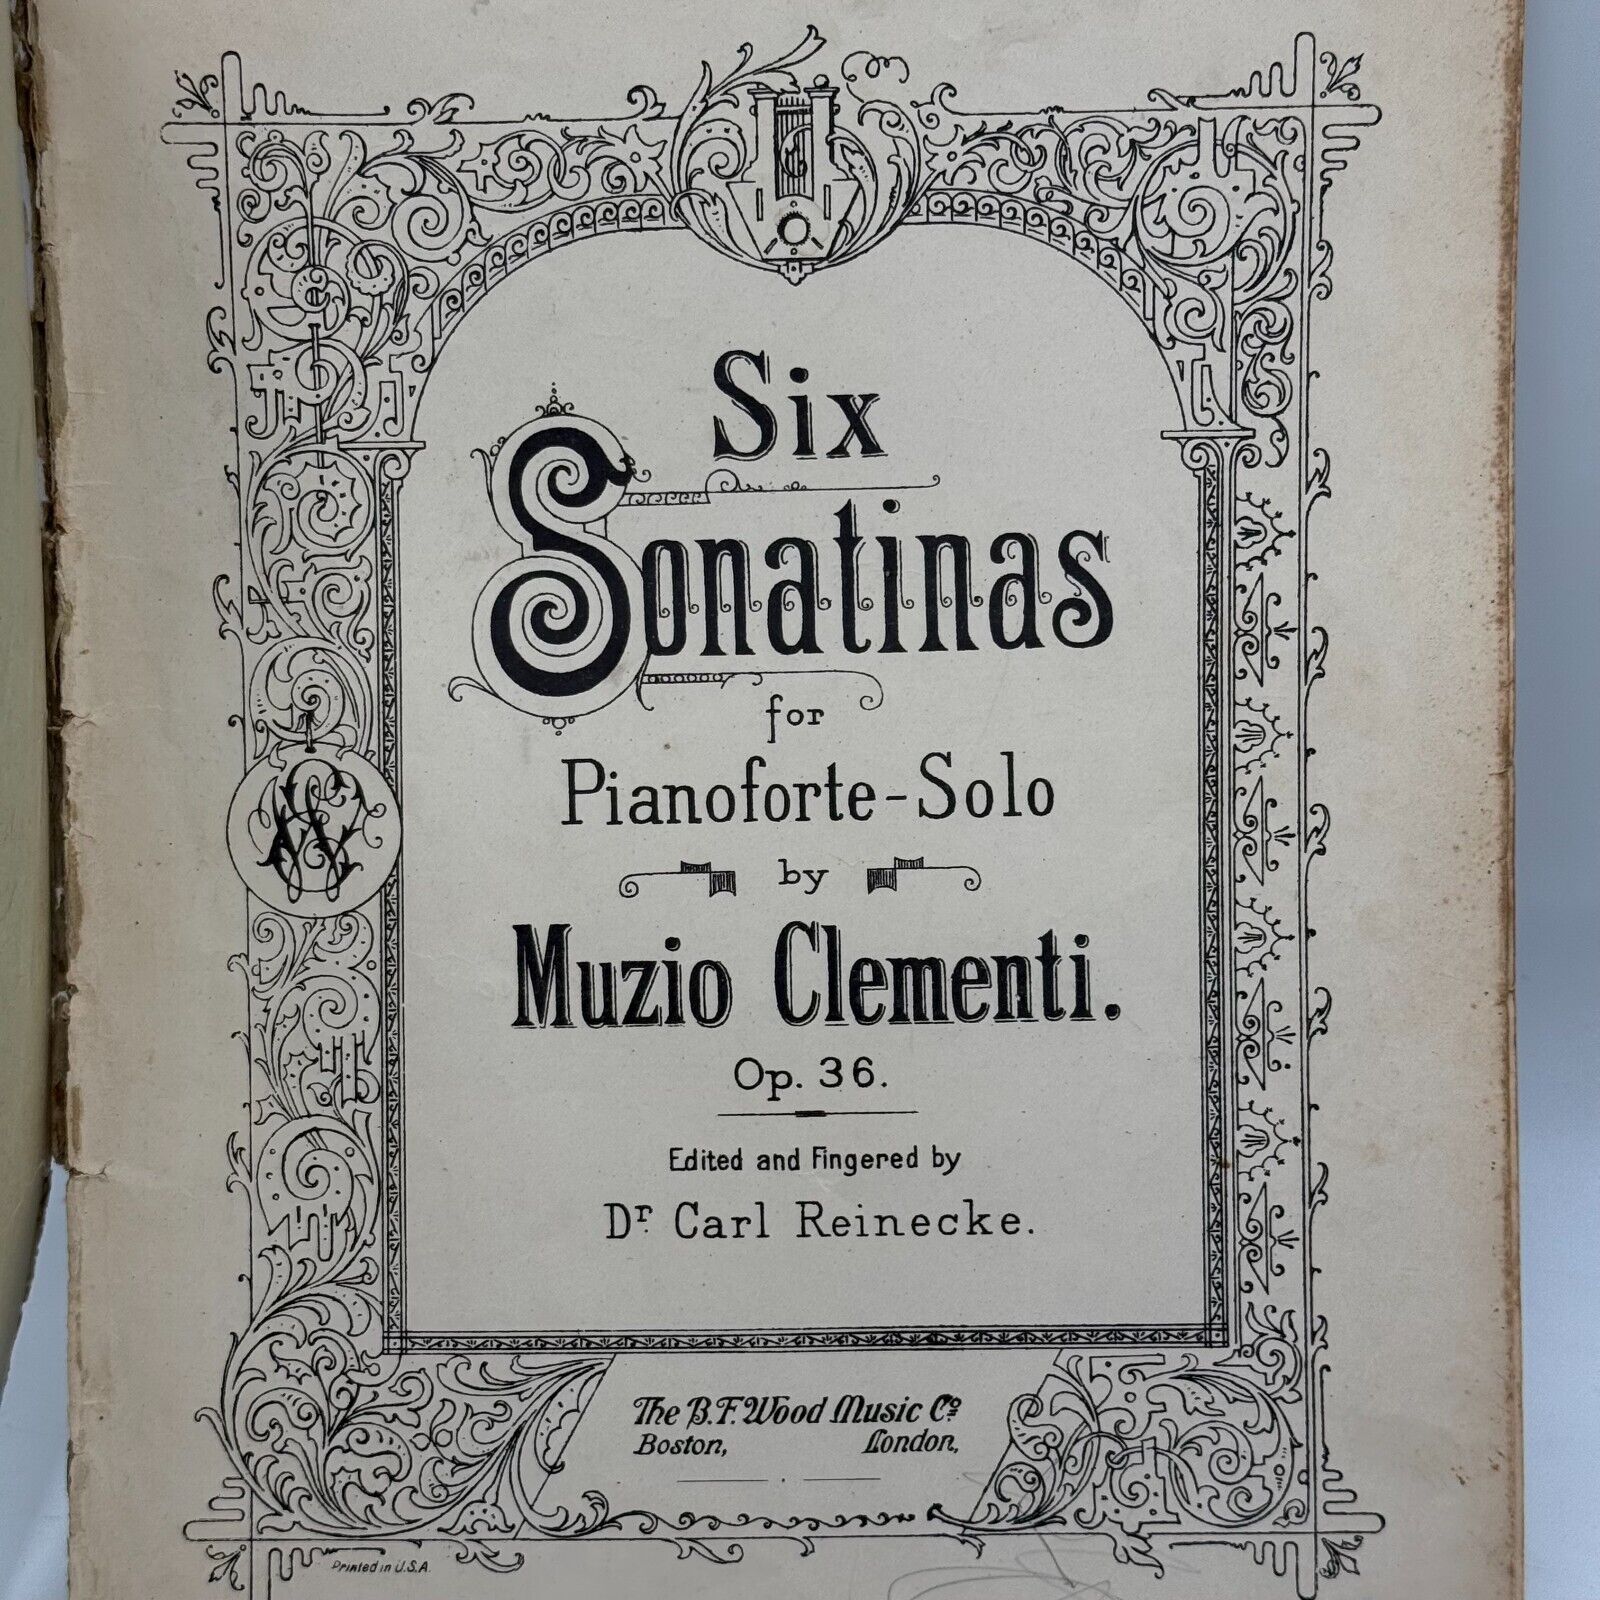 Six
Sonatinas
for
Pianoforte-Solo
by
Muzio Clementi.
Op. 36.
Edited and Fingered by
Dr. Carl Reinecke.
The B.F. Wood Music Co.
Boston, London,
Printed in U.S.A.